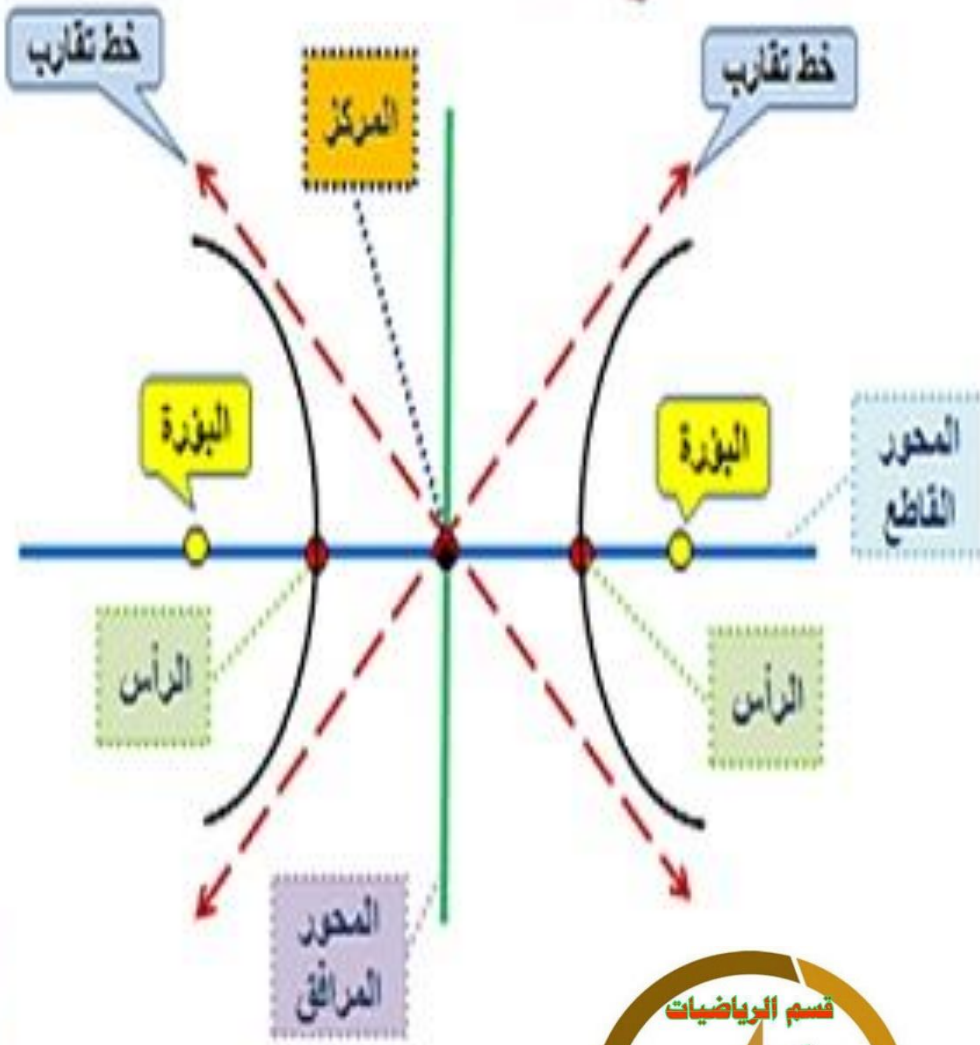 خط تقارب
خط تقارب
المركز
البؤرة
البؤرة
المحور
القاطع
الرأس
الرأس
المحور
المرافق
قسم الرياضيات